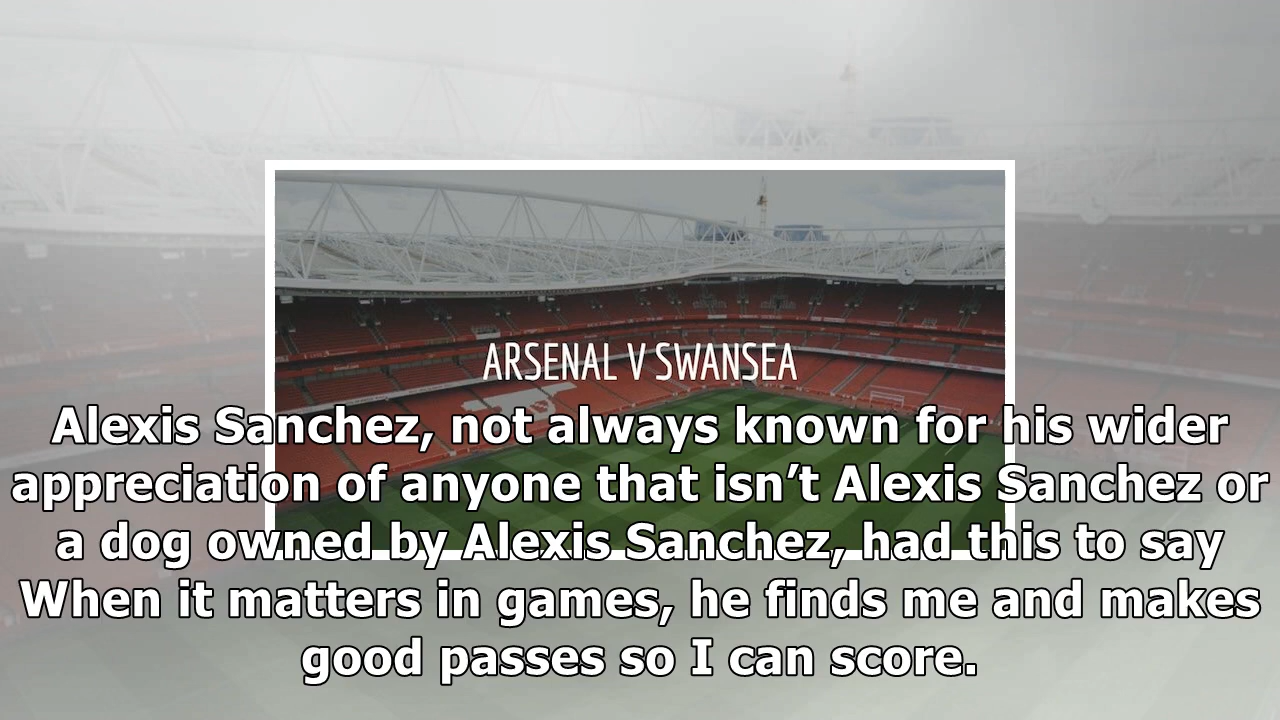 ARSENAL V SWANSEA
Alexis Sanchez, not always known for his wider
appreciation of anyone that isn’t Alexis Sanchez or
a dog owned by Alexis Sanchez, had this to say
When it matters in games, he finds me and makes
good passes so I can score.